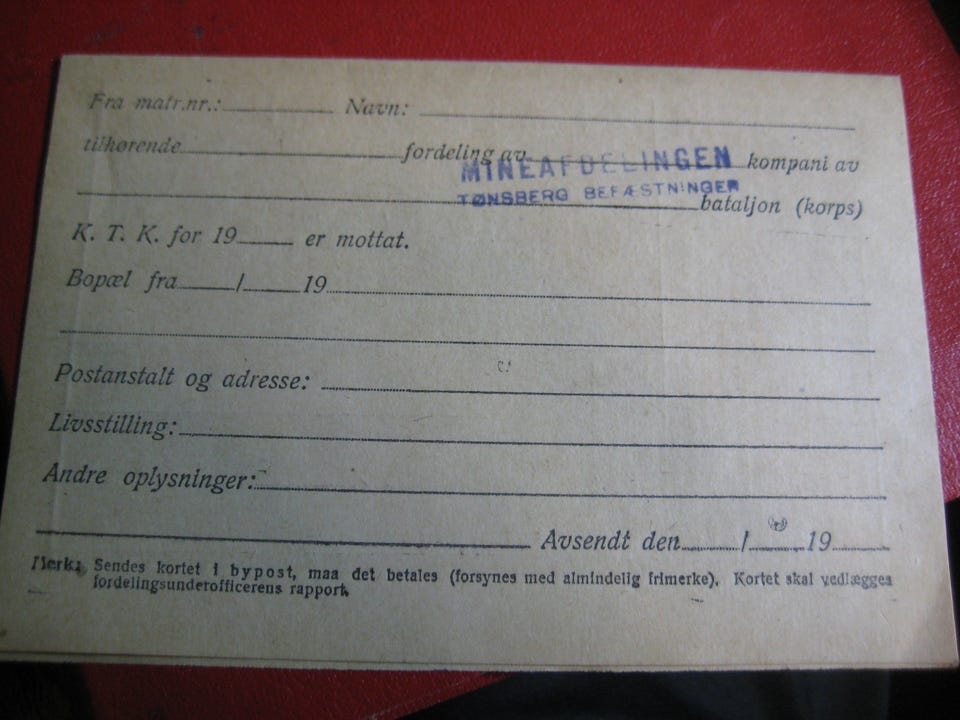 Fra matr.nr.: Navn:
tilhørende fordeling av kompani av
MINEAFDELINGEN
TØNSBERG BEFÆSTNINGER
bataljon (korps)
K. T. K. for 19 er mottat.
Bopæl fra / 19
Postanstalt og adresse:
Livsstilling:
Andre oplysninger:
Avsendt den / 19
Merk: Sendes kortet i bypost, maa det betales (forsynes med almindelig frimerke). Kortet skal vedlægges
fordelingsunderofficerens rapport.